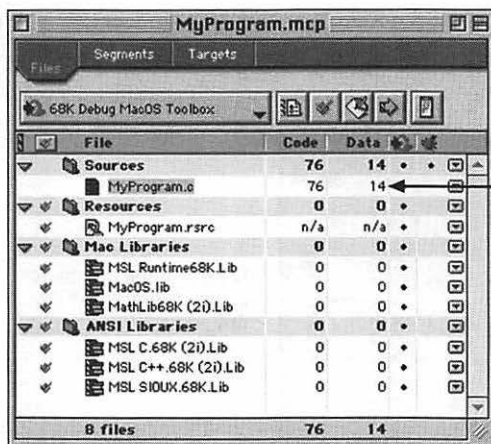 MyProgram.mcp
Files Segments Targets
68K Debug MacOS Toolbox
File Code Data
Sources 76 14 • •
MyProgram.c 76 14
Resources 0 0 •
MyProgram.rsrc n/a n/a •
Mac Libraries 0 0 •
MSL Runtime68K.Lib 0 0 •
MacOS.lib 0 0 •
MathLib68K (2i).Lib 0 0 •
ANSI Libraries 0 0 •
MSL C.68K (2i).Lib 0 0 •
MSL C++.68K (2i).Lib 0 0 •
MSL SIOUX.68K.Lib 0 0 •
8 files 76 14